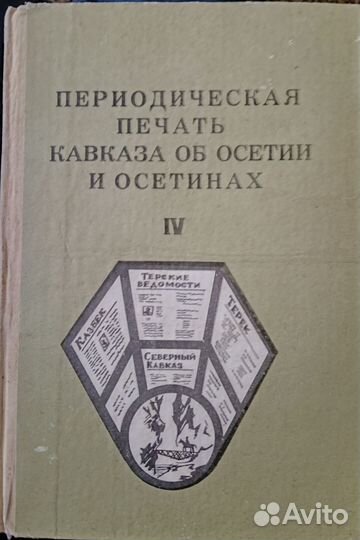 ПЕРИОДИЧЕСКАЯ
ПЕЧАТЬ
КАВКАЗА ОБ ОСЕТИИ
И ОСЕТИНАХ
IV
ТЕРСКИЕ
ВЕДОМОСТИ
КАЗБЕК
ТЕРЕК
СЕВЕРНЫЙ
КАВКАЗ
Avito